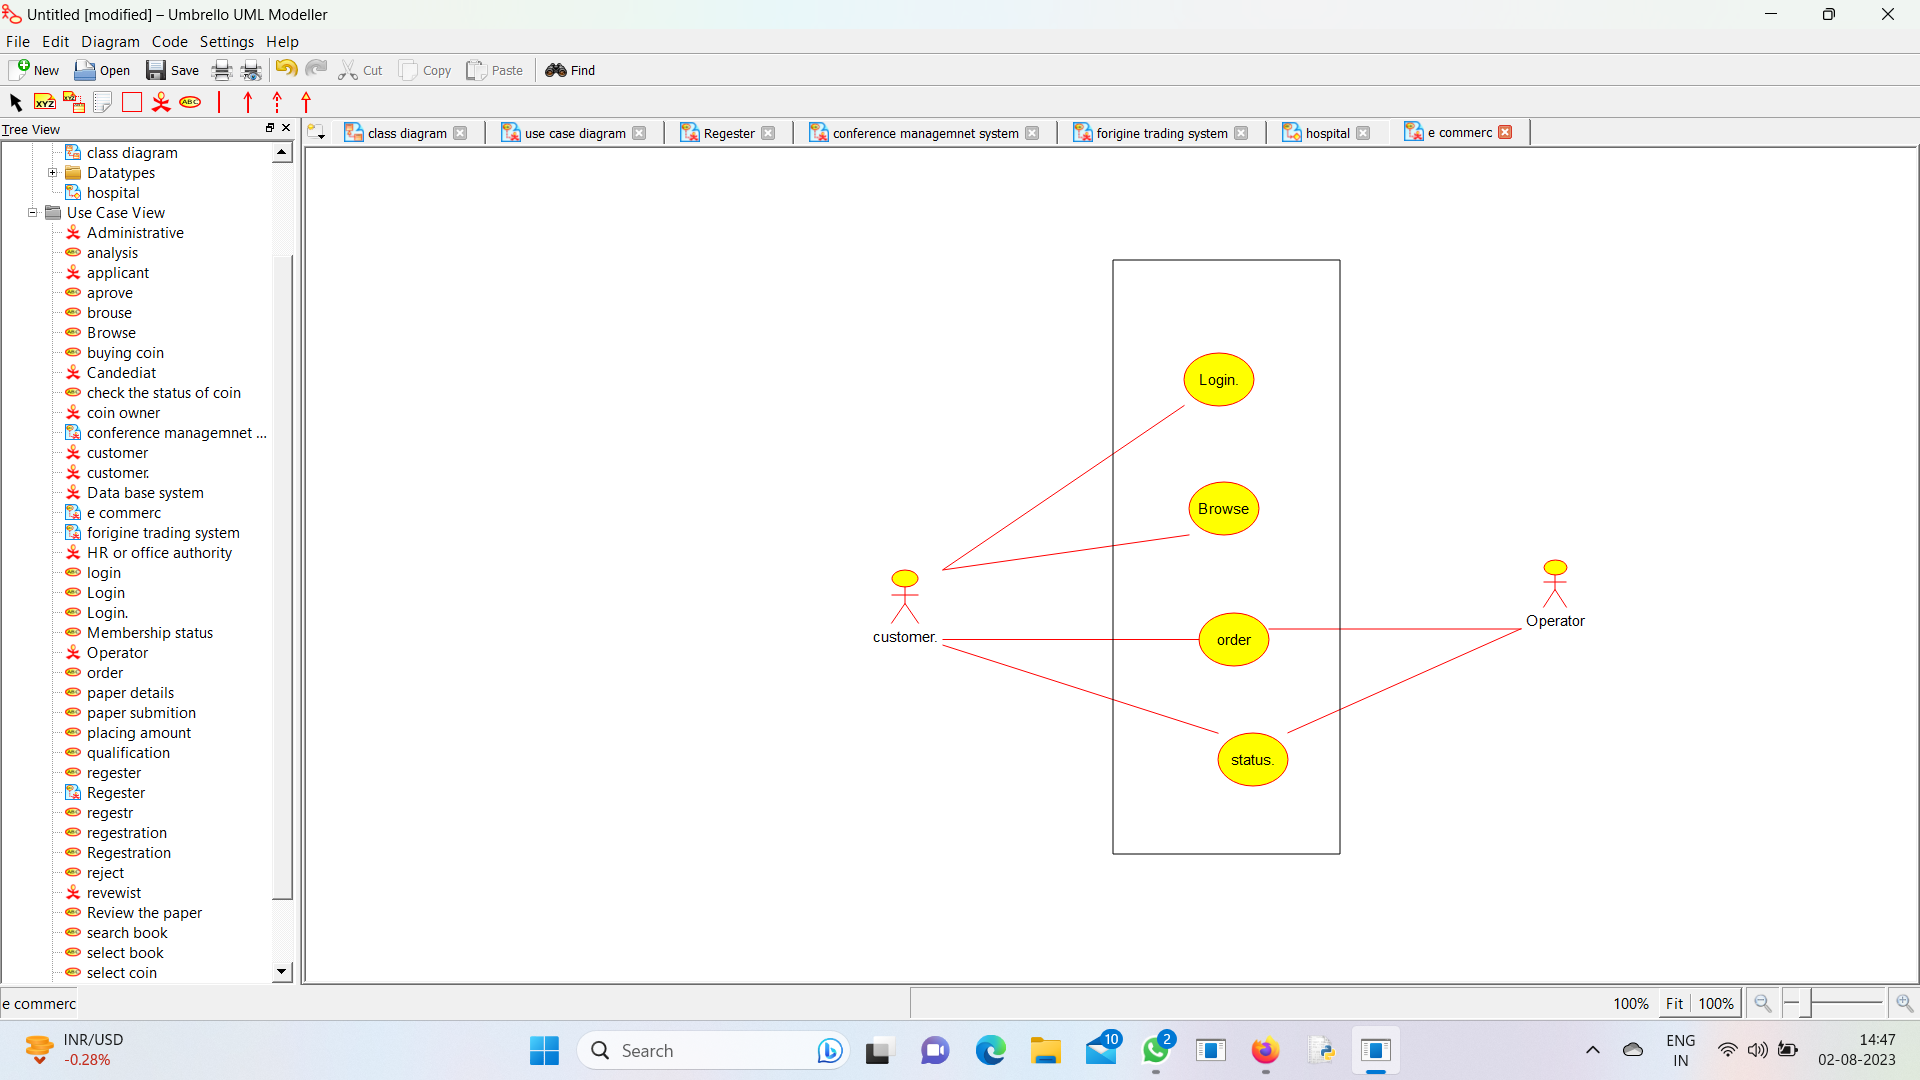 Untitled [modified] – Umbrello UML Modeller
File Edit Diagram Code Settings Help
New Open Save Cut Copy Paste Find
XYZ XYZ ABC
Tree View
class diagram
Datatypes
hospital
Use Case View
Administrative
analysis
applicant
aprove
brouse
Browse
buying coin
Candediat
check the status of coin
coin owner
conference managemnet ...
customer
customer.
Data base system
e commerc
forigine trading system
HR or office authority
login
Login
Login.
Membership status
Operator
order
paper details
paper submition
placing amount
qualification
regester
Regester
regestr
regestration
Regestration
reject
revewist
Review the paper
search book
select book
select coin
class diagram use case diagram Regester conference managemnet system forigine trading system hospital e commerc
Login.
Browse
customer.
order
Operator
status.
e commerc
100% Fit 100%
INR/USD
-0.28%
Search
10
2
ENG
IN
14:47
02-08-2023